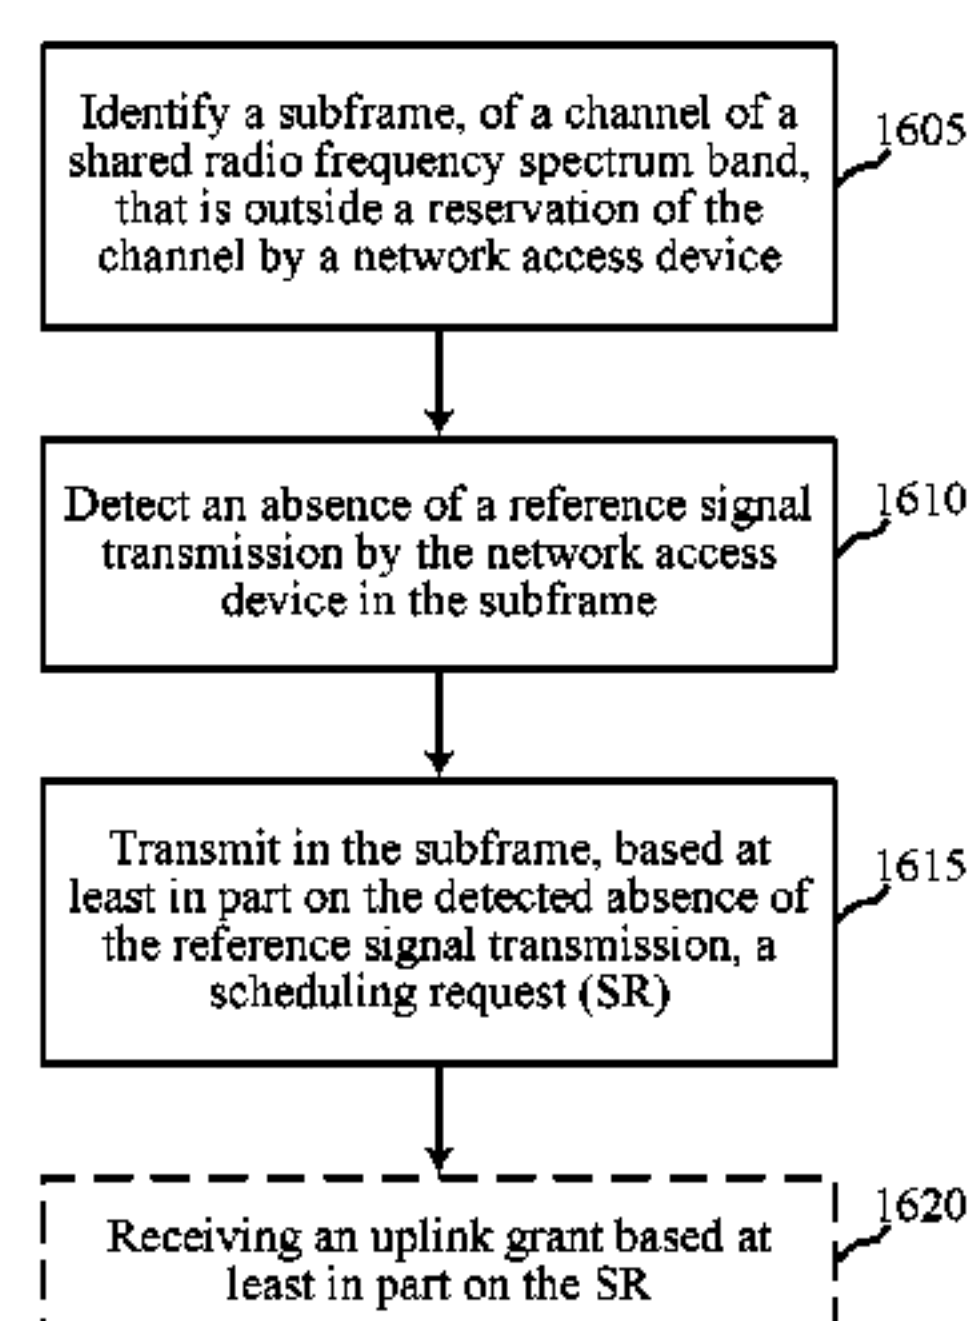 Identify a subframe, of a channel of a
shared radio frequency spectrum band,
that is outside a reservation of the
channel by a network access device
1605
Detect an absence of a reference signal
transmission by the network access
device in the subframe
1610
Transmit in the subframe, based at
least in part on the detected absence of
the reference signal transmission, a
scheduling request (SR)
1615
Receiving an uplink grant based at
least in part on the SR
1620